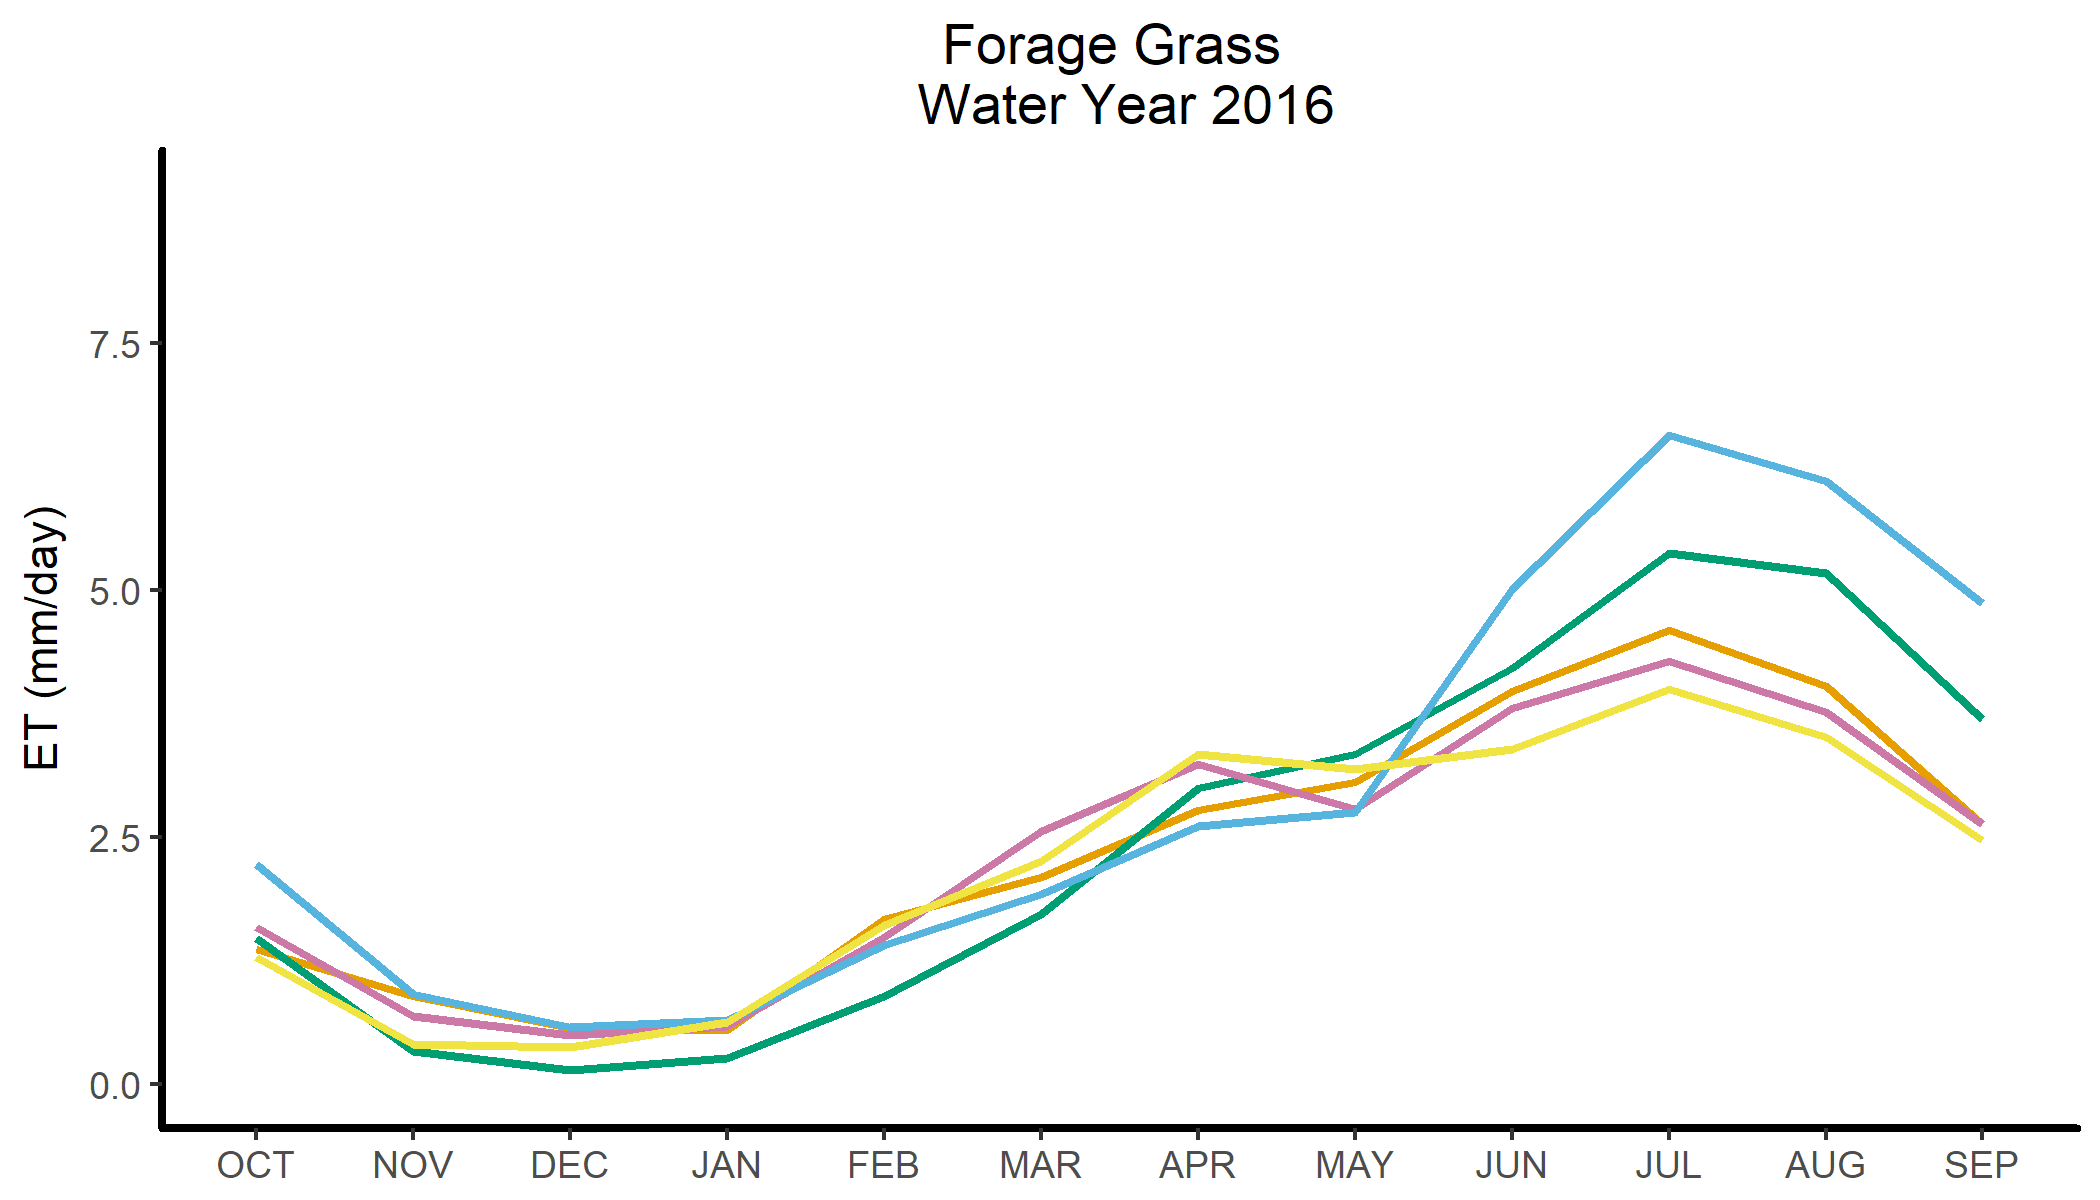 Forage Grass
Water Year 2016
ET (mm/day)
7.5
5.0
2.5
0.0
OCT NOV DEC JAN FEB MAR APR MAY JUN JUL AUG SEP